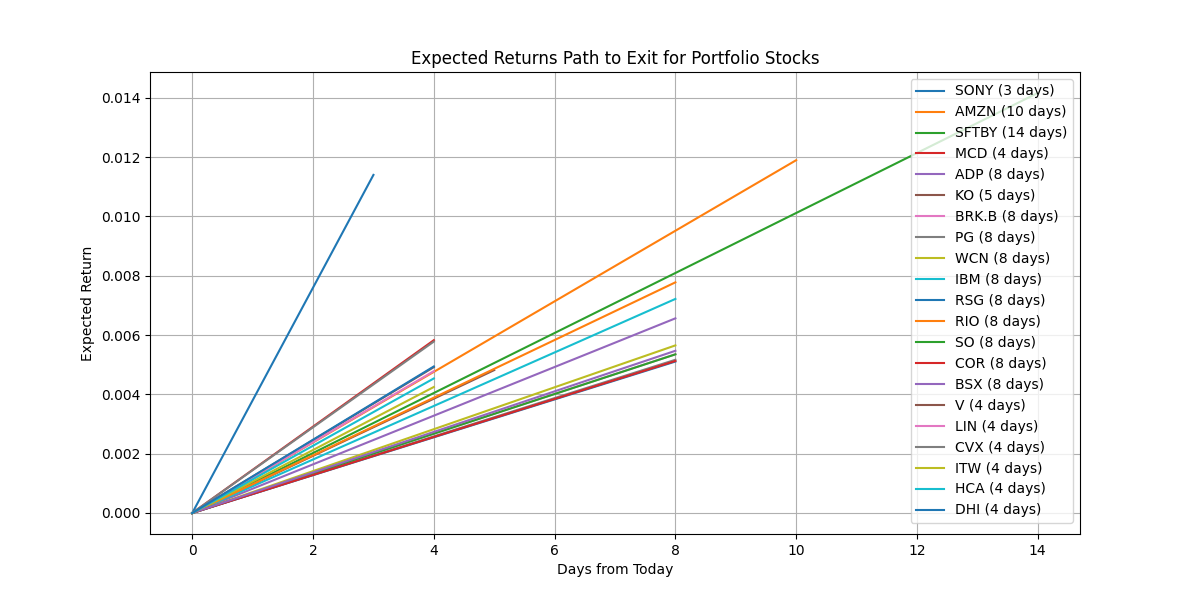 Expected Returns Path to Exit for Portfolio Stocks
Expected Return
0.014
0.012
0.010
0.008
0.006
0.004
0.002
0.000
SONY (3 days)
AMZN (10 days)
SFTBY (14 days)
MCD (4 days)
ADP (8 days)
KO (5 days)
BRK.B (8 days)
PG (8 days)
WCN (8 days)
IBM (8 days)
RSG (8 days)
RIO (8 days)
SO (8 days)
COR (8 days)
BSX (8 days)
V (4 days)
LIN (4 days)
CVX (4 days)
ITW (4 days)
HCA (4 days)
DHI (4 days)
0 2 4 6 8 10 12 14
Days from Today